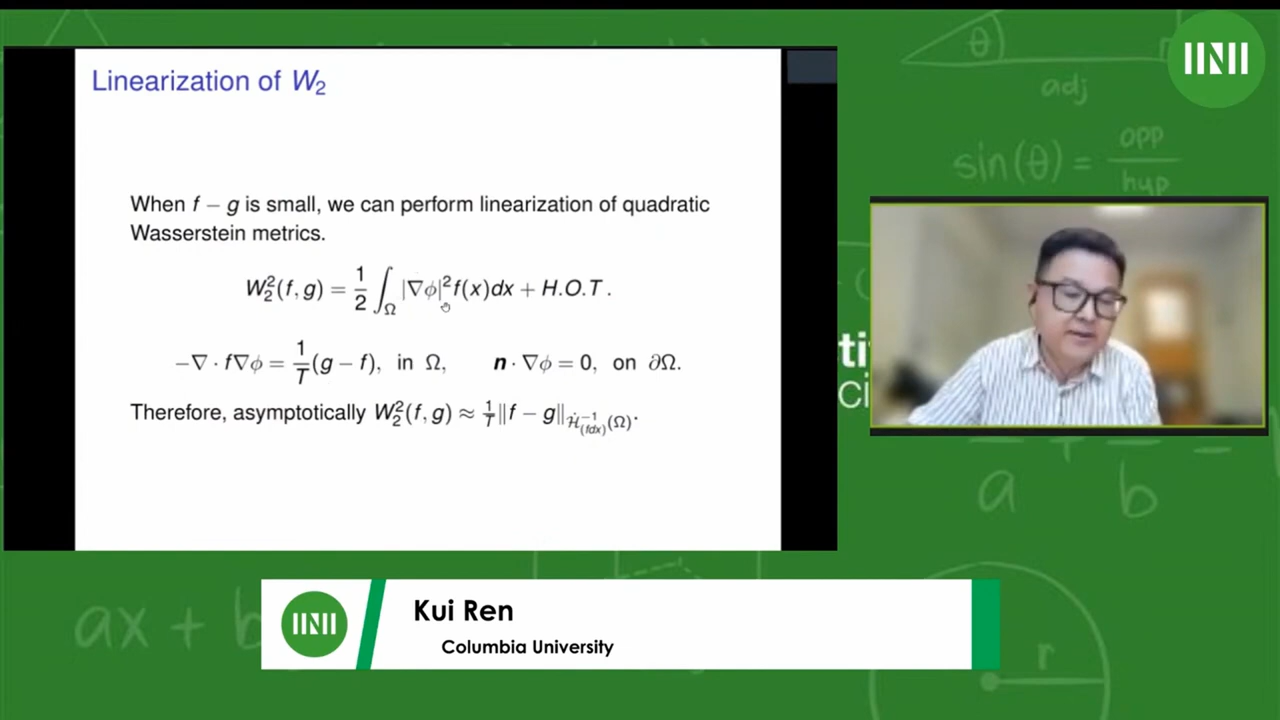 Linearization of W₂
When f − g is small, we can perform linearization of quadratic
Wasserstein metrics.
W₂²(f, g) = 1/2 ∫_Ω |∇ϕ|² f(x)dx + H.O.T.
−∇ · f∇ϕ = 1/T (g − f), in Ω, n · ∇ϕ = 0, on ∂Ω.
Therefore, asymptotically W₂²(f, g) ≈ 1/T ‖f − g‖_{Ḣ^{−1}_{(fdx)}(Ω)}.
θ
adj
sin(θ) = opp/hyp
a + b =
ax + b
r
Kui Ren
Columbia University